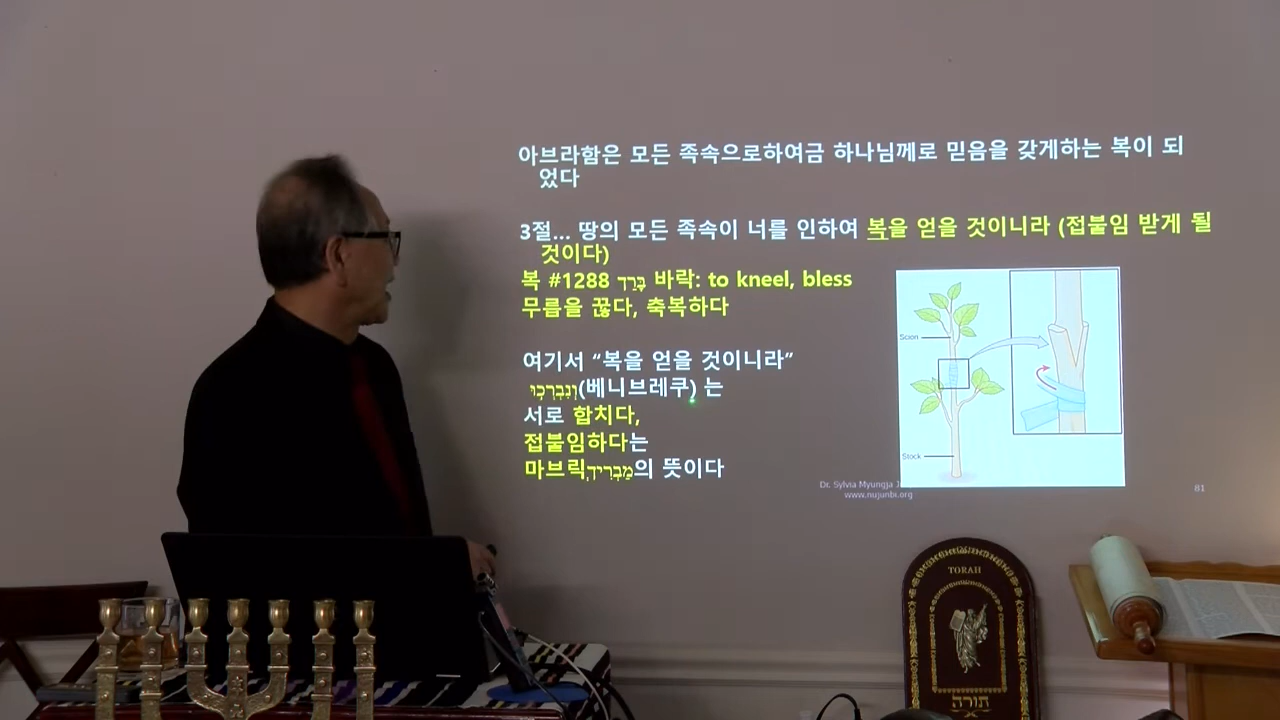 아브라함은 모든 족속으로하여금 하나님께로 믿음을 갖게하는 복이 되
었다
3절... 땅의 모든 족속이 너를 인하여 복을 얻을 것이니라 (접붙임 받게 될
것이다)
복 #1288 בָּרַךְ 바락: to kneel, bless
무릎을 꿇다, 축복하다
여기서 “복을 얻을 것이니라”
וְנִבְרְכוּ(베니브레쿠) 는
서로 합치다,
접붙임하다는
마브릭מַבְרִיךְ의 뜻이다
Scion
Stock
Dr. Sylvia Myungja
www.nujunbi.org
81
TORAH
תורה